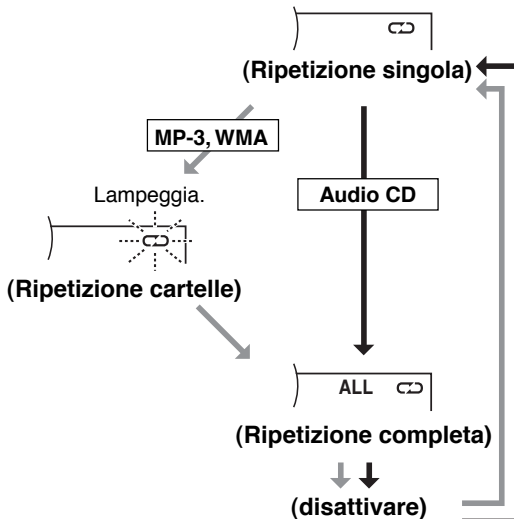 (Ripetizione singola)
MP-3, WMA
Lampeggia.
Audio CD
(Ripetizione cartelle)
ALL
(Ripetizione completa)
(disattivare)